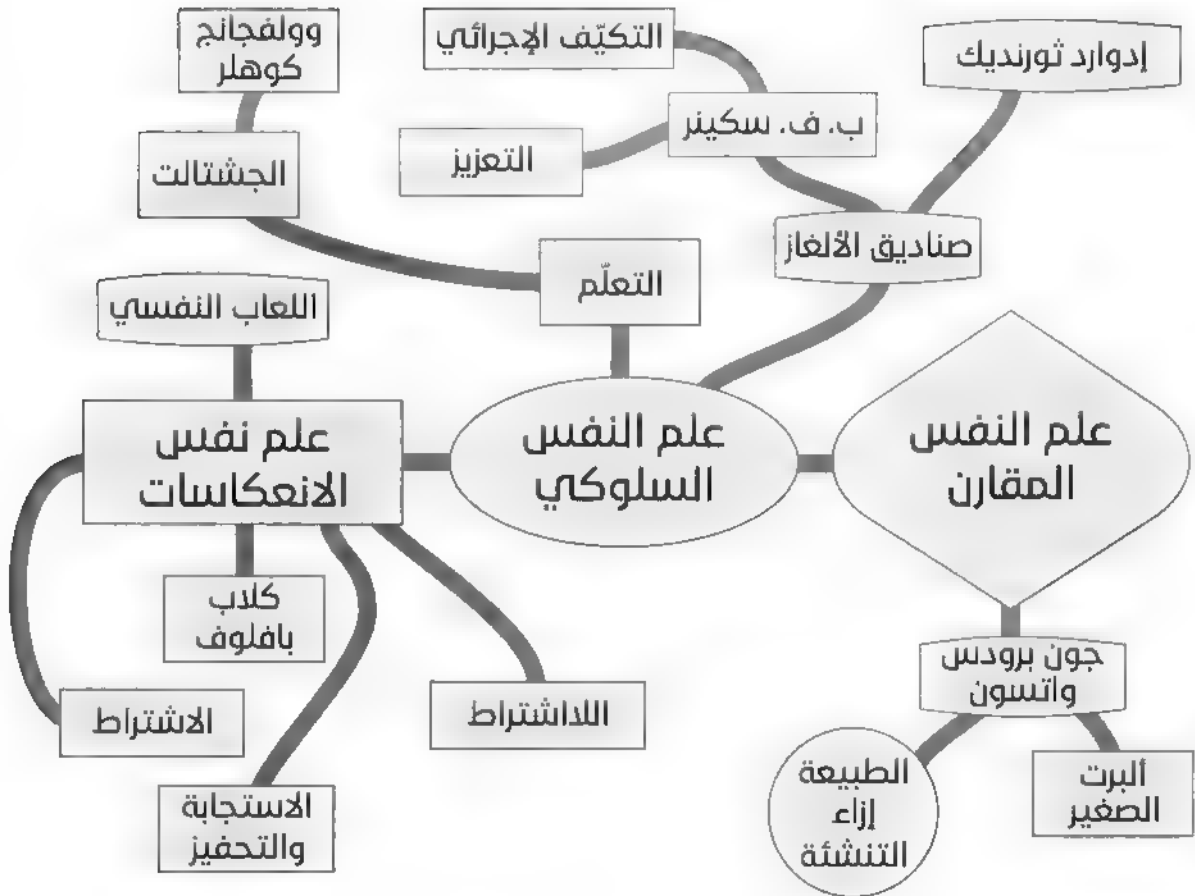 إدوارد ثورنديك
التكيّف الإجرائي
وولفجانج
كوهلر
ب. ف. سكينر
التعزيز
الجشتالت
صناديق الألغاز
التعلّم
اللعاب النفسي
علم النفس
المقارن
علم النفس
السلوكي
علم نفس
الانعكاسات
كلاب
بافلوف
جون برودس
واتسون
اللااشتراط
الاشتراط
ألبرت
الصغير
الطبيعة
إزاء
التنشئة
الاستجابة
والتحفيز